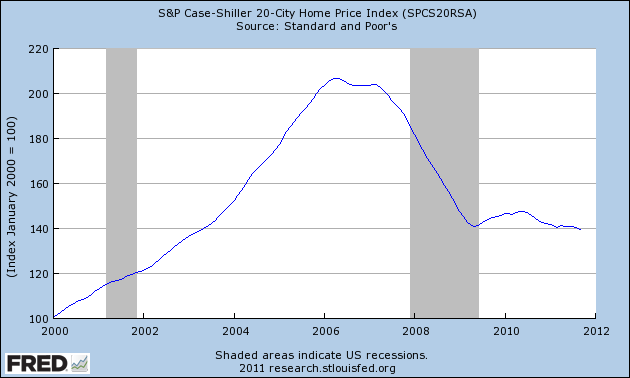 S&P Case-Shiller 20-City Home Price Index (SPCS20RSA)
Source: Standard and Poor's
(Index January 2000 = 100)
220
200
180
160
140
120
100
2000
2002
2004
2006
2008
2010
2012
Shaded areas indicate US recessions.
2011 research.stlouisfed.org
FRED